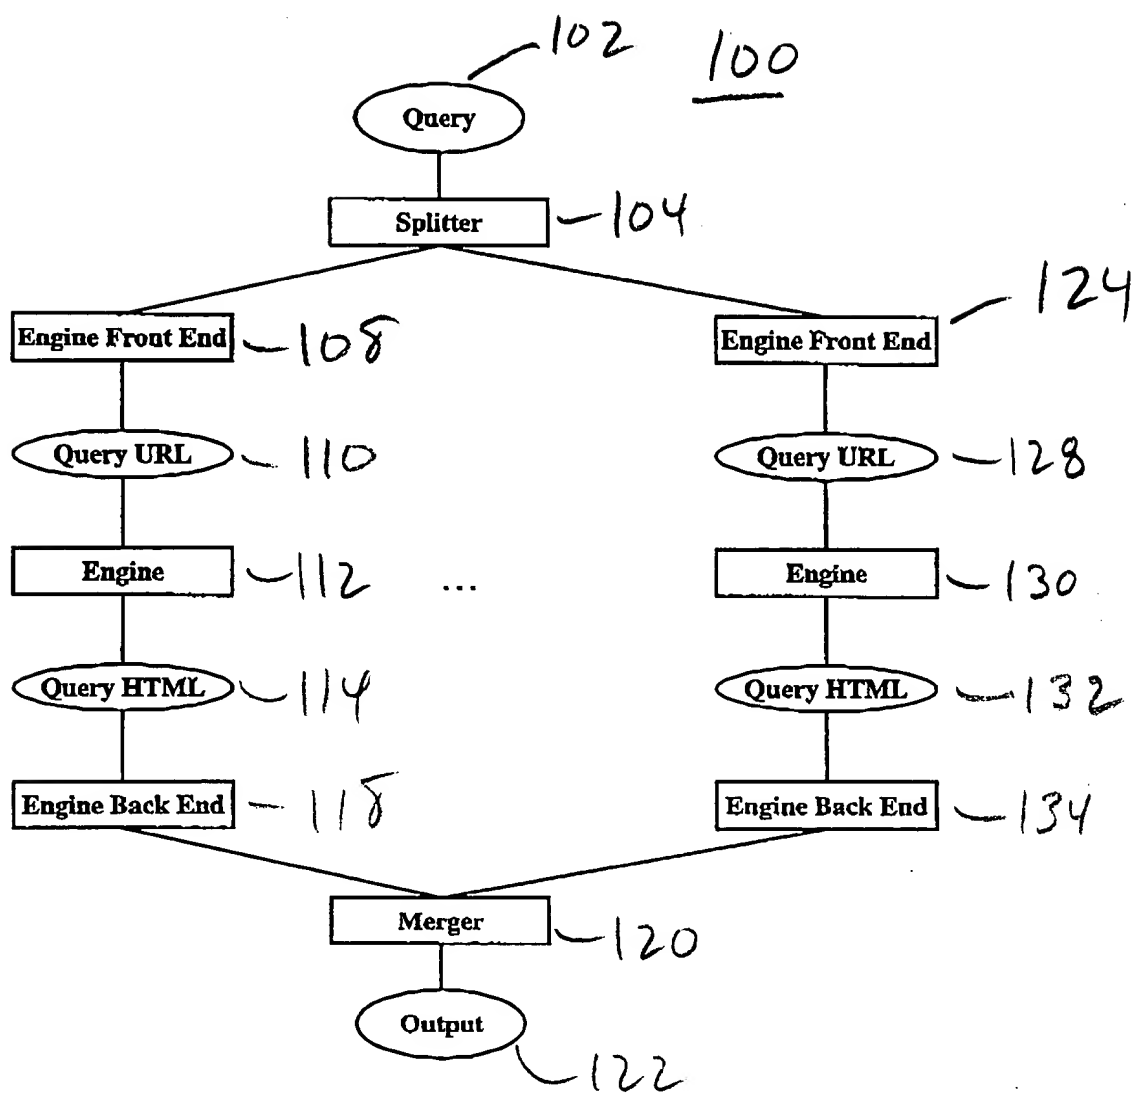 102
100
Query
Splitter 104
124
Engine Front End 108 Engine Front End
Query URL 110 Query URL 128
Engine 112 ... Engine 130
Query HTML 114 Query HTML 132
Engine Back End 118 Engine Back End 134
Merger 120
Output
122